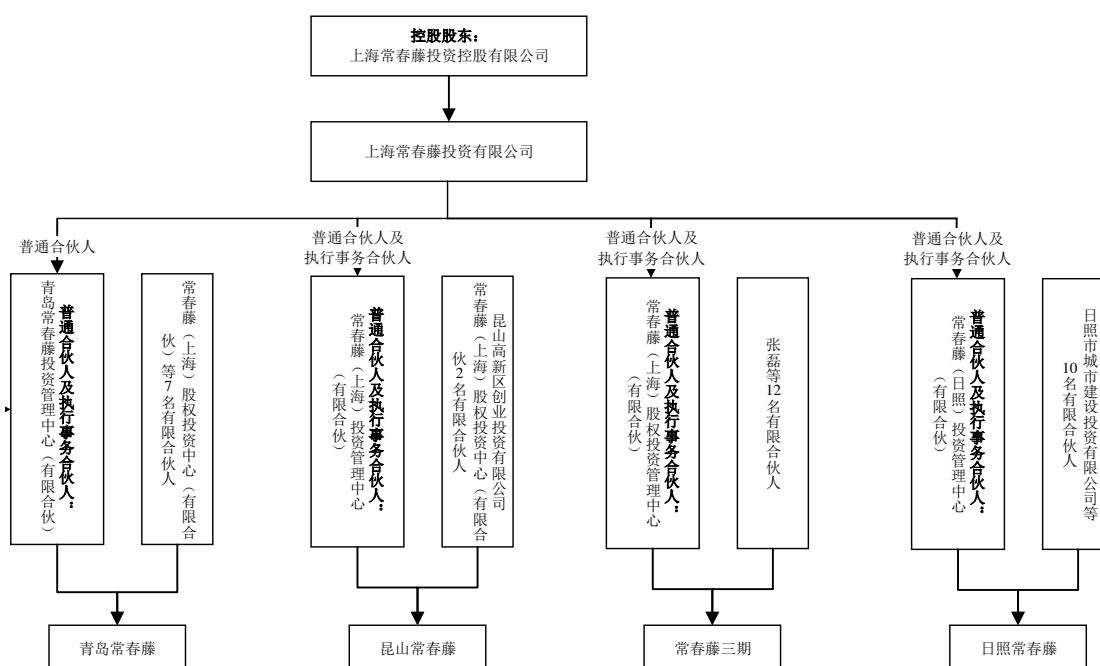 控股股东：
上海常春藤投资控股有限公司
上海常春藤投资有限公司
普通合伙人
普通合伙人及
执行事务合伙人
普通合伙人及
执行事务合伙人
普通合伙人及
执行事务合伙人
普通合伙人及执行事务合伙人：
青岛常春藤投资管理中心（有限合伙）
常春藤（上海）股权投资中心（有限合
伙）等7名有限合伙人
普通合伙人及执行事务合伙人：
常春藤（上海）投资管理中心
（有限合伙）
昆山高新区创业投资有限公司
常春藤（上海）股权投资中心（有限合
伙2名有限合伙人
普通合伙人及执行事务合伙人：
常春藤（上海）股权投资管理中心
（有限合伙）
张磊等12名有限合伙人
普通合伙人及执行事务合伙人：
常春藤（日照）投资管理中心
（有限合伙）
日照市城市建设投资有限公司等
10名有限合伙人
青岛常春藤
昆山常春藤
常春藤三期
日照常春藤